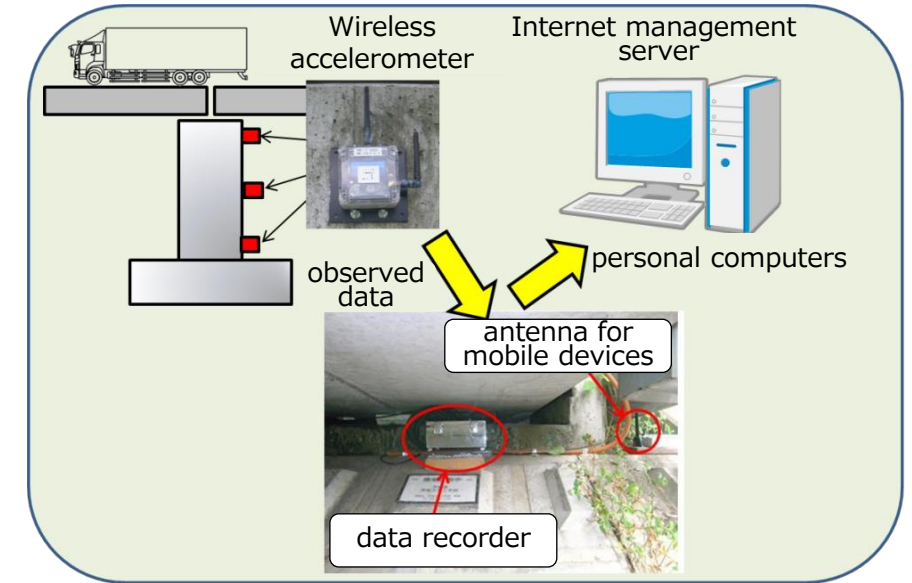 Wireless
accelerometer
Internet management
server
observed
data
personal computers
antenna for
mobile devices
data recorder